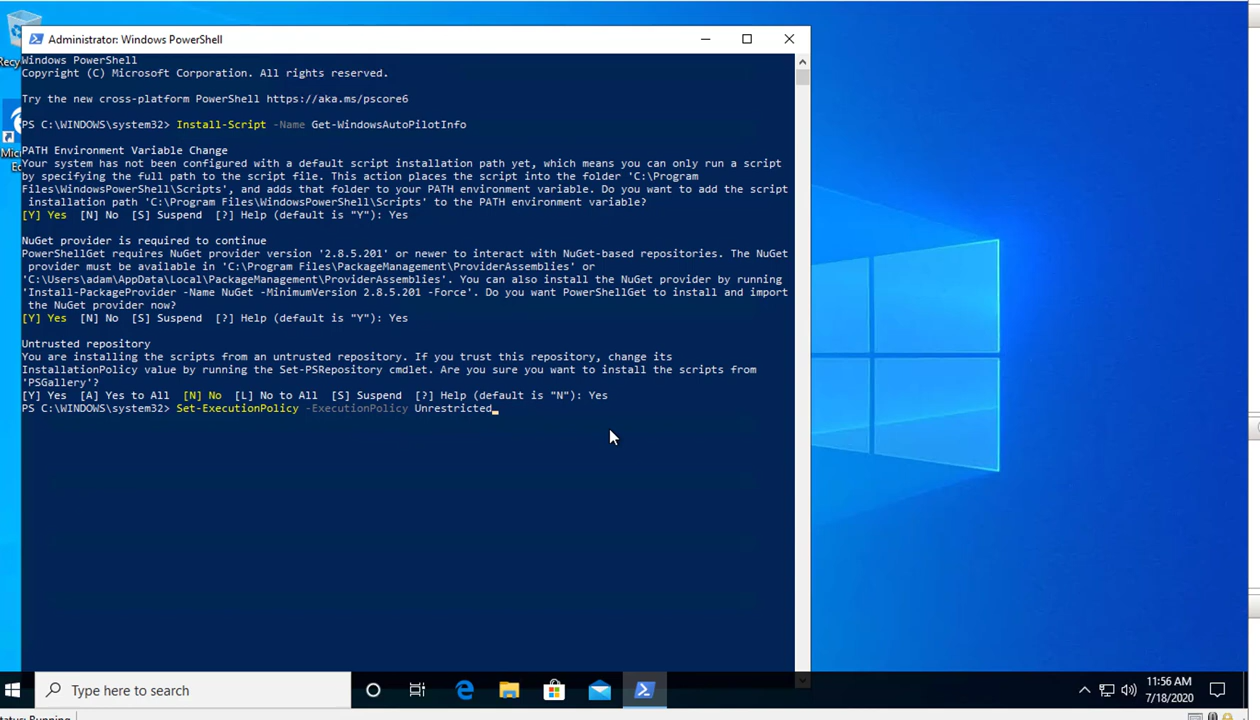 Recy
Mic
Ed
Administrator: Windows PowerShell
Windows PowerShell
Copyright (C) Microsoft Corporation. All rights reserved.
Try the new cross-platform PowerShell https://aka.ms/pscore6
PS C:\WINDOWS\system32> Install-Script -Name Get-WindowsAutoPilotInfo
PATH Environment Variable Change
Your system has not been configured with a default script installation path yet, which means you can only run a script
by specifying the full path to the script file. This action places the script into the folder 'C:\Program
Files\WindowsPowerShell\Scripts', and adds that folder to your PATH environment variable. Do you want to add the script
installation path 'C:\Program Files\WindowsPowerShell\Scripts' to the PATH environment variable?
[Y] Yes [N] No [S] Suspend [?] Help (default is "Y"): Yes
NuGet provider is required to continue
PowerShellGet requires NuGet provider version '2.8.5.201' or newer to interact with NuGet-based repositories. The NuGet
provider must be available in 'C:\Program Files\PackageManagement\ProviderAssemblies' or
'C:\Users\adam\AppData\Local\PackageManagement\ProviderAssemblies'. You can also install the NuGet provider by running
'Install-PackageProvider -Name NuGet -MinimumVersion 2.8.5.201 -Force'. Do you want PowerShellGet to install and import
the NuGet provider now?
[Y] Yes [N] No [S] Suspend [?] Help (default is "Y"): Yes
Untrusted repository
You are installing the scripts from an untrusted repository. If you trust this repository, change its
InstallationPolicy value by running the Set-PSRepository cmdlet. Are you sure you want to install the scripts from
'PSGallery'?
[Y] Yes [A] Yes to All [N] No [L] No to All [S] Suspend [?] Help (default is "N"): Yes
PS C:\WINDOWS\system32> Set-ExecutionPolicy -ExecutionPolicy Unrestricted_
Type here to search
11:56 AM
7/18/2020
Status: Running